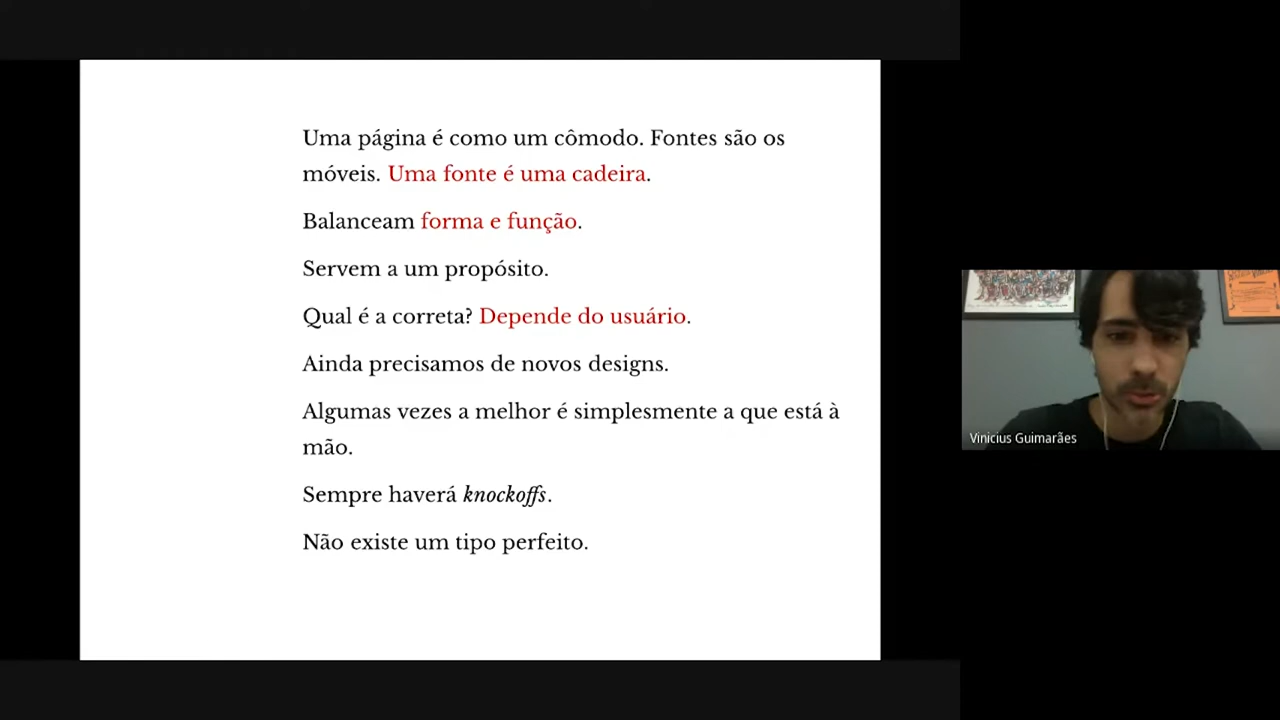 Uma página é como um cômodo. Fontes são os
móveis. Uma fonte é uma cadeira.
Balanceam forma e função.
Servem a um propósito.
Qual é a correta? Depende do usuário.
Ainda precisamos de novos designs.
Algumas vezes a melhor é simplesmente a que está à
mão.
Sempre haverá knockoffs.
Não existe um tipo perfeito.
Vinicius Guimarães